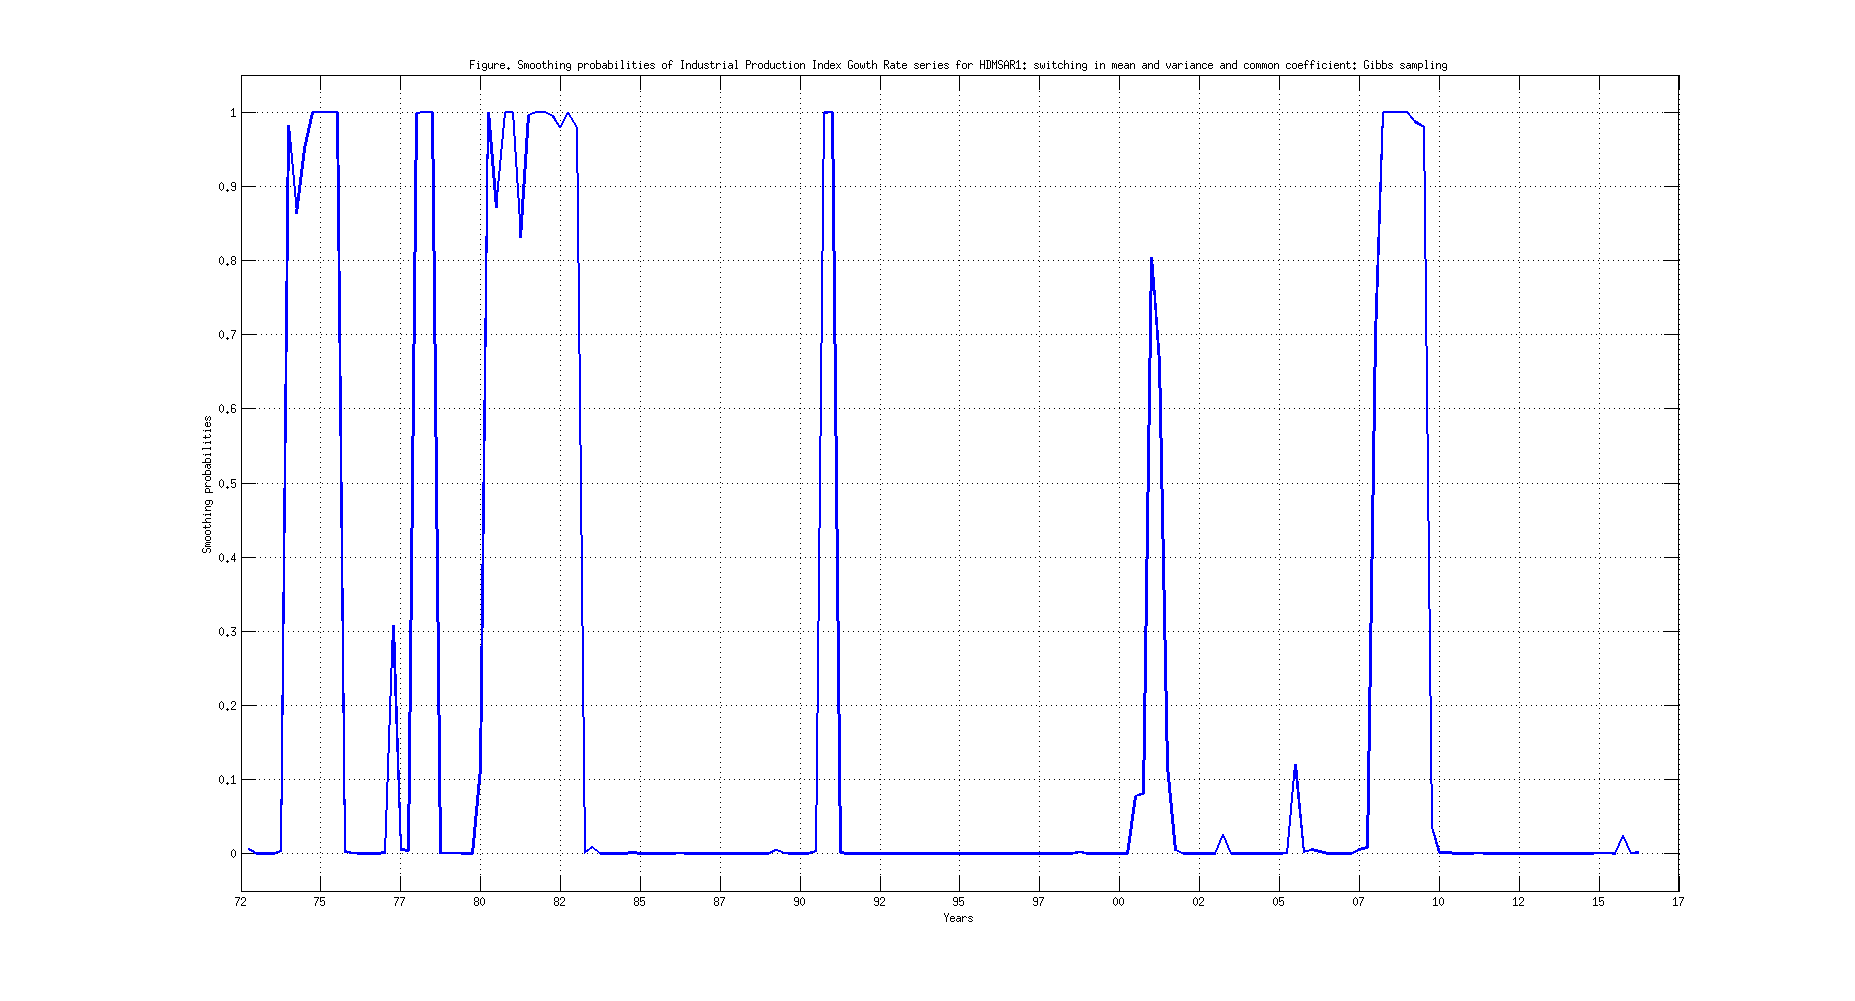 Figure. Smoothing probabilities of Industrial Production Index Gowth Rate series for HDMSAR1: switching in mean and variance and common coefficient: Gibbs sampling
1
0.9
0.8
0.7
0.6
0.5
0.4
0.3
0.2
0.1
0
Smoothing probabilities
72 75 77 80 82 85 87 90 92 95 97 00 02 05 07 10 12 15 17
Years